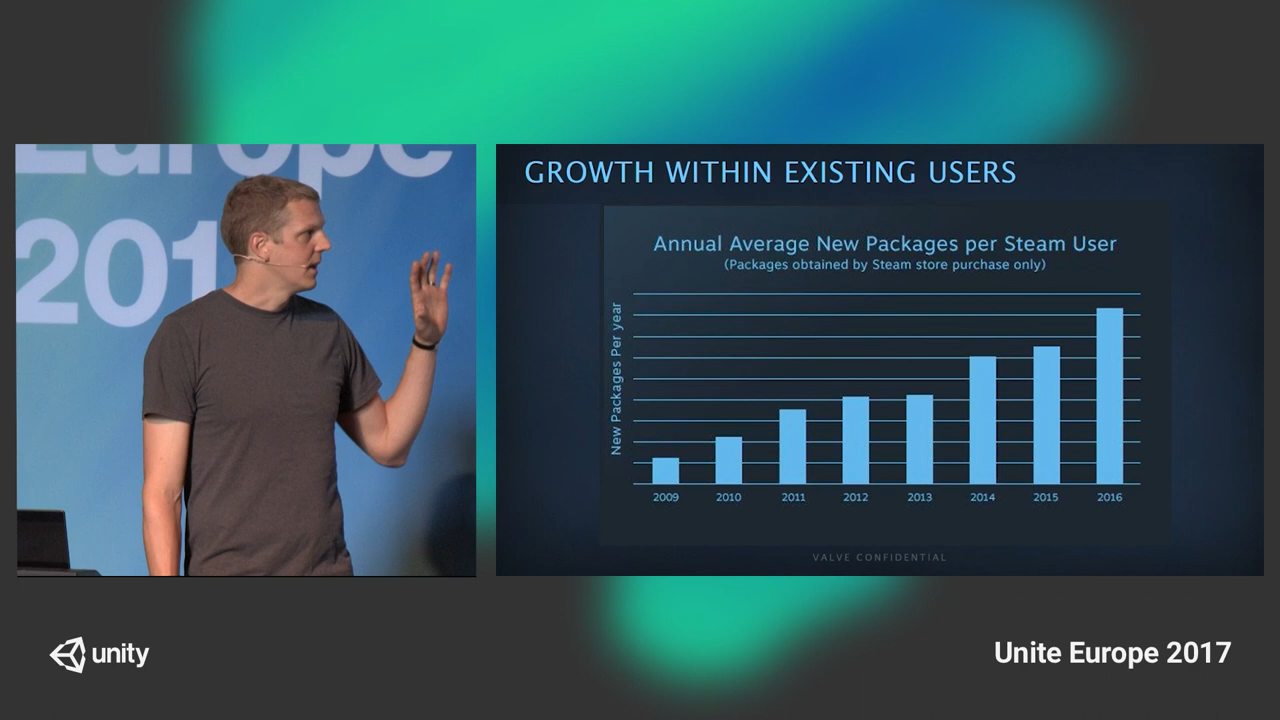 Europe
201
GROWTH WITHIN EXISTING USERS
Annual Average New Packages per Steam User
(Packages obtained by Steam store purchase only)
New Packages Per year
2009 2010 2011 2012 2013 2014 2015 2016
VALVE CONFIDENTIAL
unity
Unite Europe 2017